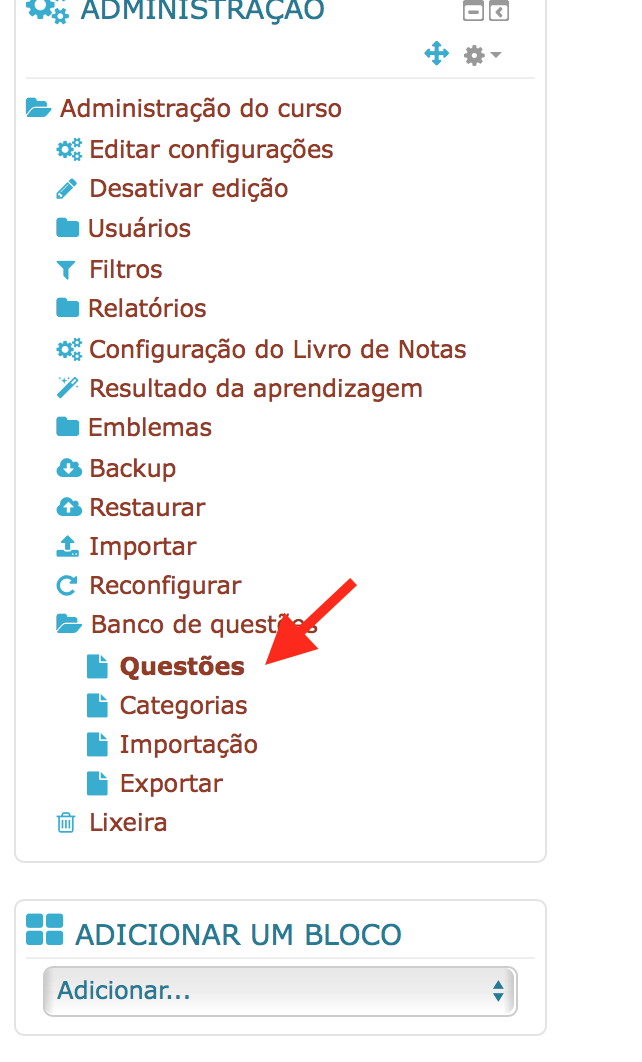 ADMINISTRAÇÃO
Administração do curso
Editar configurações
Desativar edição
Usuários
Filtros
Relatórios
Configuração do Livro de Notas
Resultado da aprendizagem
Emblemas
Backup
Restaurar
Importar
Reconfigurar
Banco de questões
Questões
Categorias
Importação
Exportar
Lixeira
ADICIONAR UM BLOCO
Adicionar...